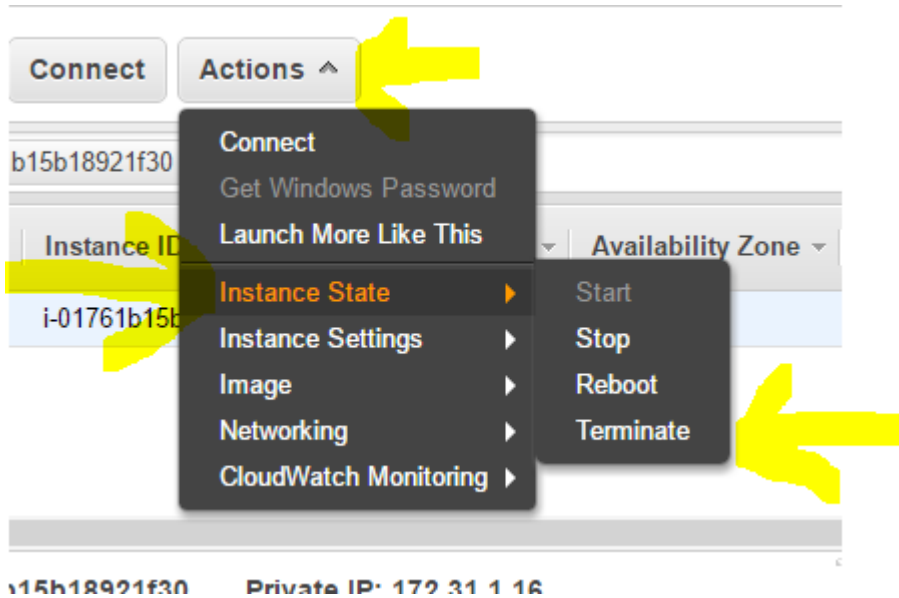 Connect Actions
b15b18921f30
Connect
Get Windows Password
Launch More Like This
Instance ID Availability Zone
i-01761b15b
Instance State
Instance Settings
Image
Networking
CloudWatch Monitoring
Start
Stop
Reboot
Terminate
b15b18921f30 Private IP: 172.31.1.16